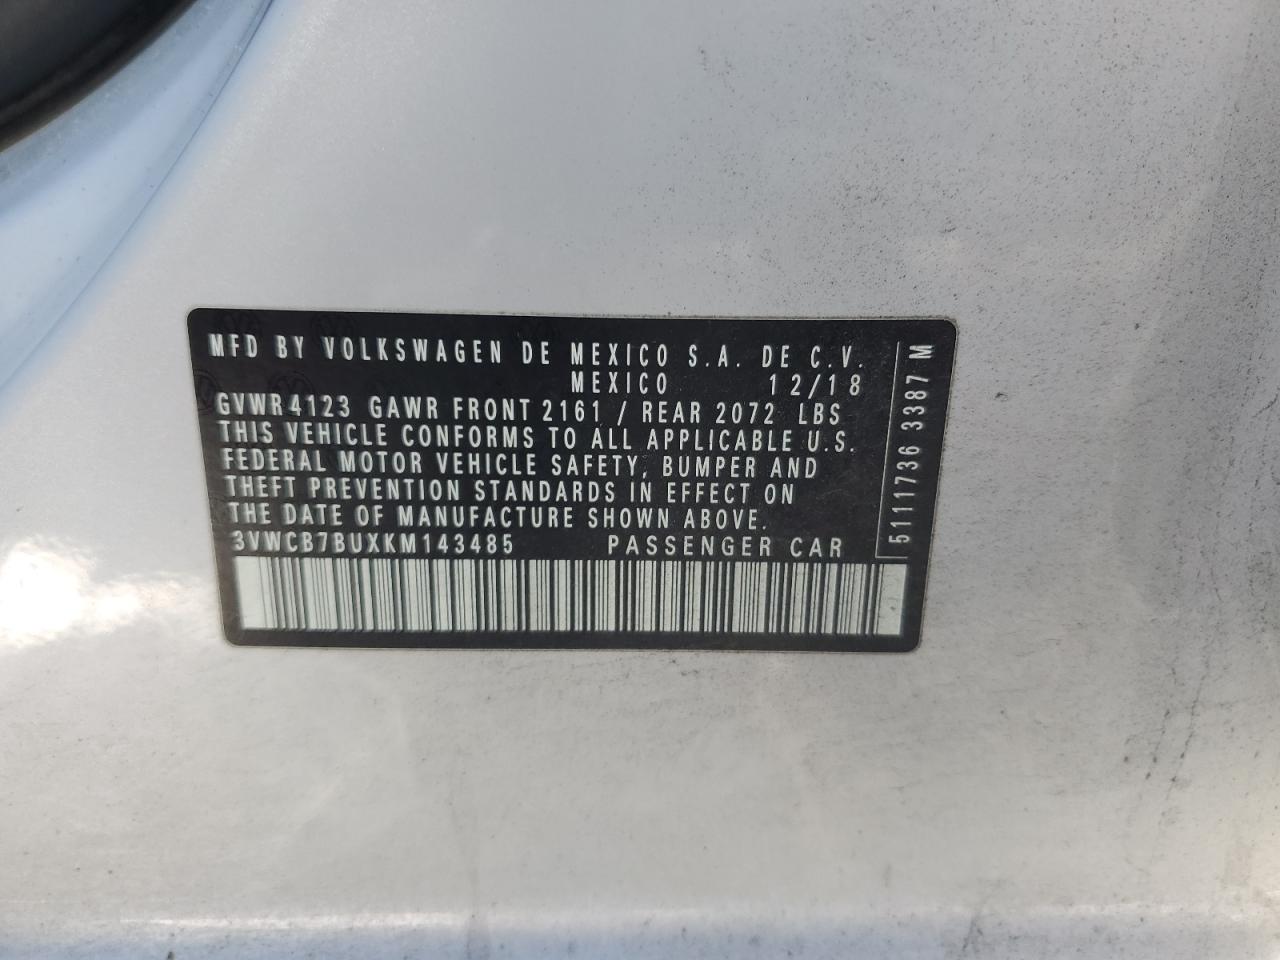 MFD BY VOLKSWAGEN DE MEXICO S.A. DE C.V.
MEXICO 12/18
GVWR 4123 GAWR FRONT 2161 / REAR 2072 LBS
THIS VEHICLE CONFORMS TO ALL APPLICABLE U.S.
FEDERAL MOTOR VEHICLE SAFETY, BUMPER AND
THEFT PREVENTION STANDARDS IN EFFECT ON
THE DATE OF MANUFACTURE SHOWN ABOVE.
3VWCB7BUXKM143485 PASSENGER CAR
5111736 3387 M